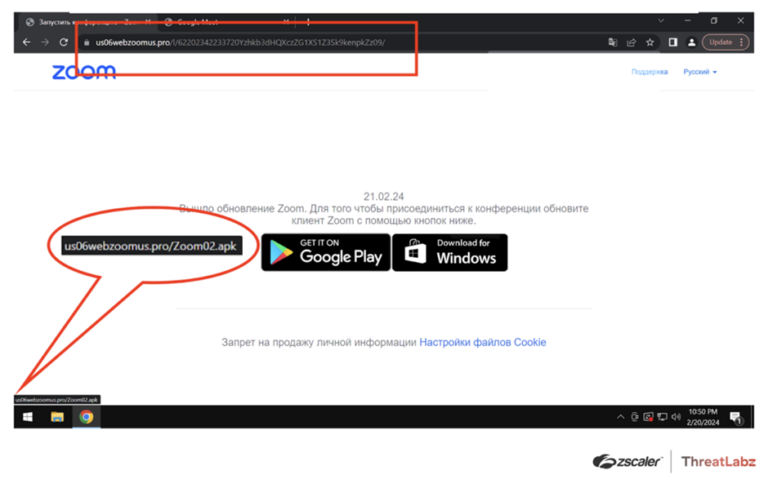 Запустить конференцию - Zoo
Google Meet
us06webzoomus.pro/l/62202342233720Yzhkb3dHQXczZG1XS1Z3Sk9kenpkZz09/
Update
zoom
Поддержка
Русский
21.02.24
Вышло обновление Zoom. Для того чтобы присоединиться к конференции обновите
клиент Zoom с помощью кнопок ниже.
us06webzoomus.pro/Zoom02.apk
GET IT ON
Google Play
Download for
Windows
Запрет на продажу личной информации Настройки файлов Cookie
us06webzoomus.pro/Zoom02.apk
10:50 PM
2/20/2024
1
zscaler
ThreatLabz